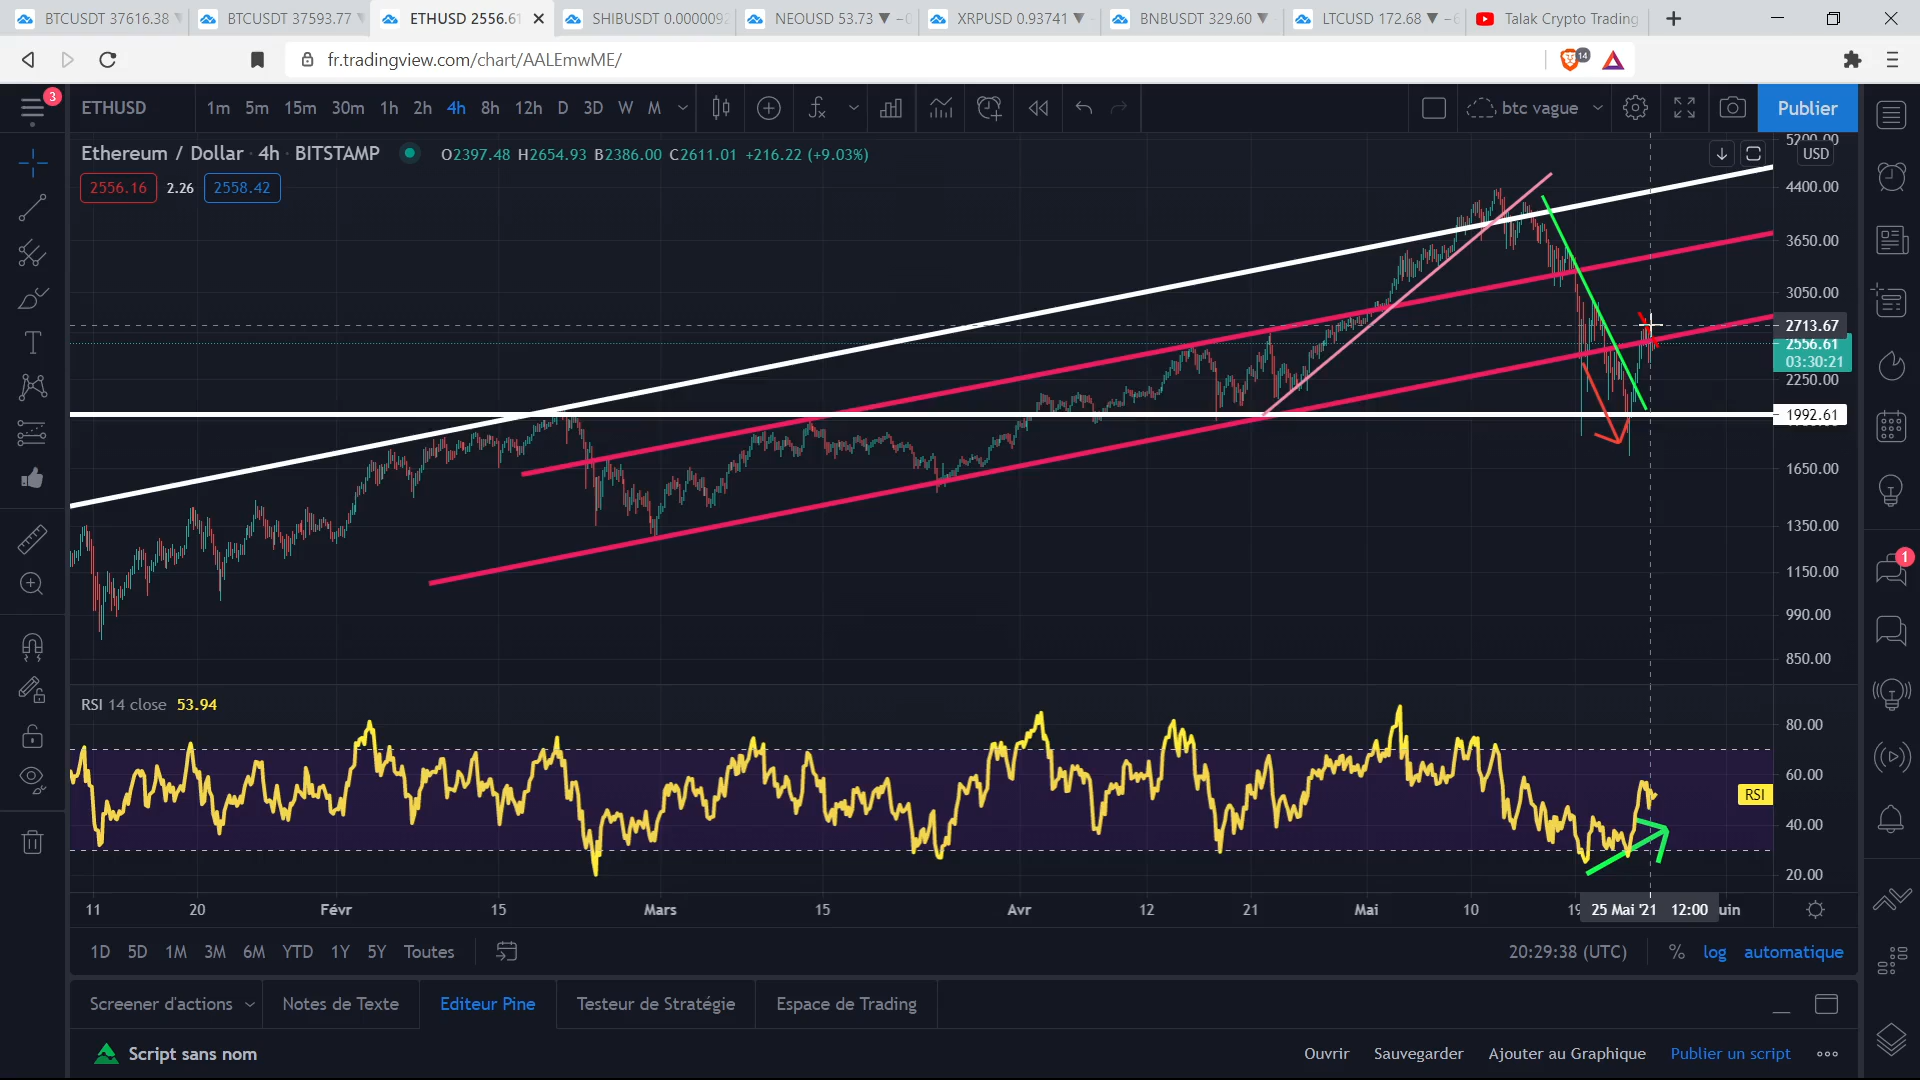 BTCUSDT 37616.38 BTCUSDT 37593.77 ETHUSD 2556.61 SHIBUSDT 0.0000092 NEOUSD 53.73 ▼ XRPUSD 0.93741 ▼ BNBUSDT 329.60 ▼ LTCUSD 172.68 ▼ Talak Crypto Trading
fr.tradingview.com/chart/AALEmwME/ 14
3 ETHUSD 1m 5m 15m 30m 1h 2h 4h 8h 12h D 3D W M btc vague Publier
Ethereum / Dollar · 4h · BITSTAMP O2397.48 H2654.93 B2386.00 C2611.01 +216.22 (+9.03%)
2556.16 2.26 2558.42
5200.00
USD
4400.00
3650.00
3050.00
2713.67
2556.61
03:30:21
2250.00
1992.61
1650.00
1350.00
1150.00
990.00
850.00
1
RSI 14 close 53.94
80.00
60.00
RSI
40.00
20.00
11 20 Févr 15 Mars 15 Avr 12 21 Mai 10 19 25 Mai '21 12:00 uin
1D 5D 1M 3M 6M YTD 1Y 5Y Toutes 20:29:38 (UTC) % log automatique
Screener d'actions Notes de Texte Editeur Pine Testeur de Stratégie Espace de Trading
Script sans nom Ouvrir Sauvegarder Ajouter au Graphique Publier un script